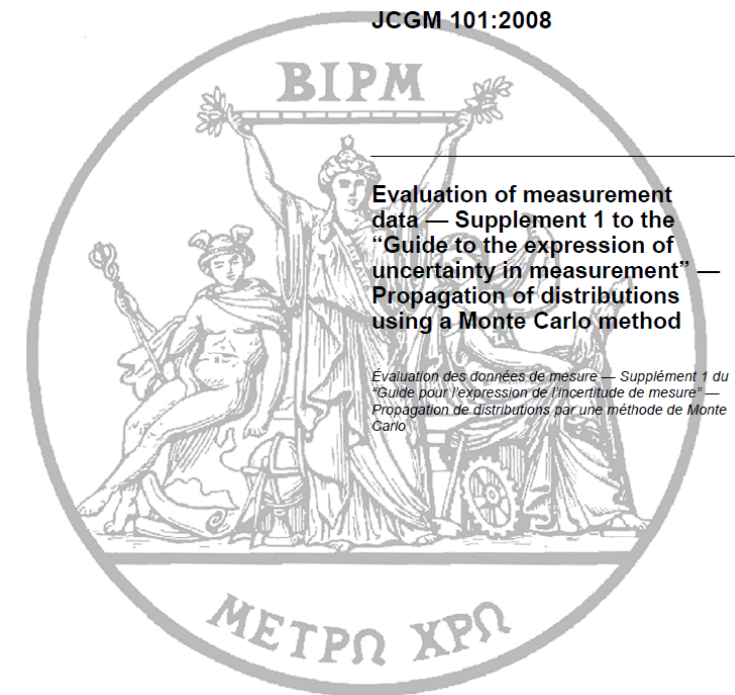 JCGM 101:2008
BIPM
Evaluation of measurement
data — Supplement 1 to the
“Guide to the expression of
uncertainty in measurement” —
Propagation of distributions
using a Monte Carlo method
Évaluation des données de mesure — Supplément 1 du
“Guide pour l’expression de l’incertitude de mesure” —
Propagation de distributions par une méthode de Monte
Carlo
ΜΕΤΡΩ ΧΡΩ